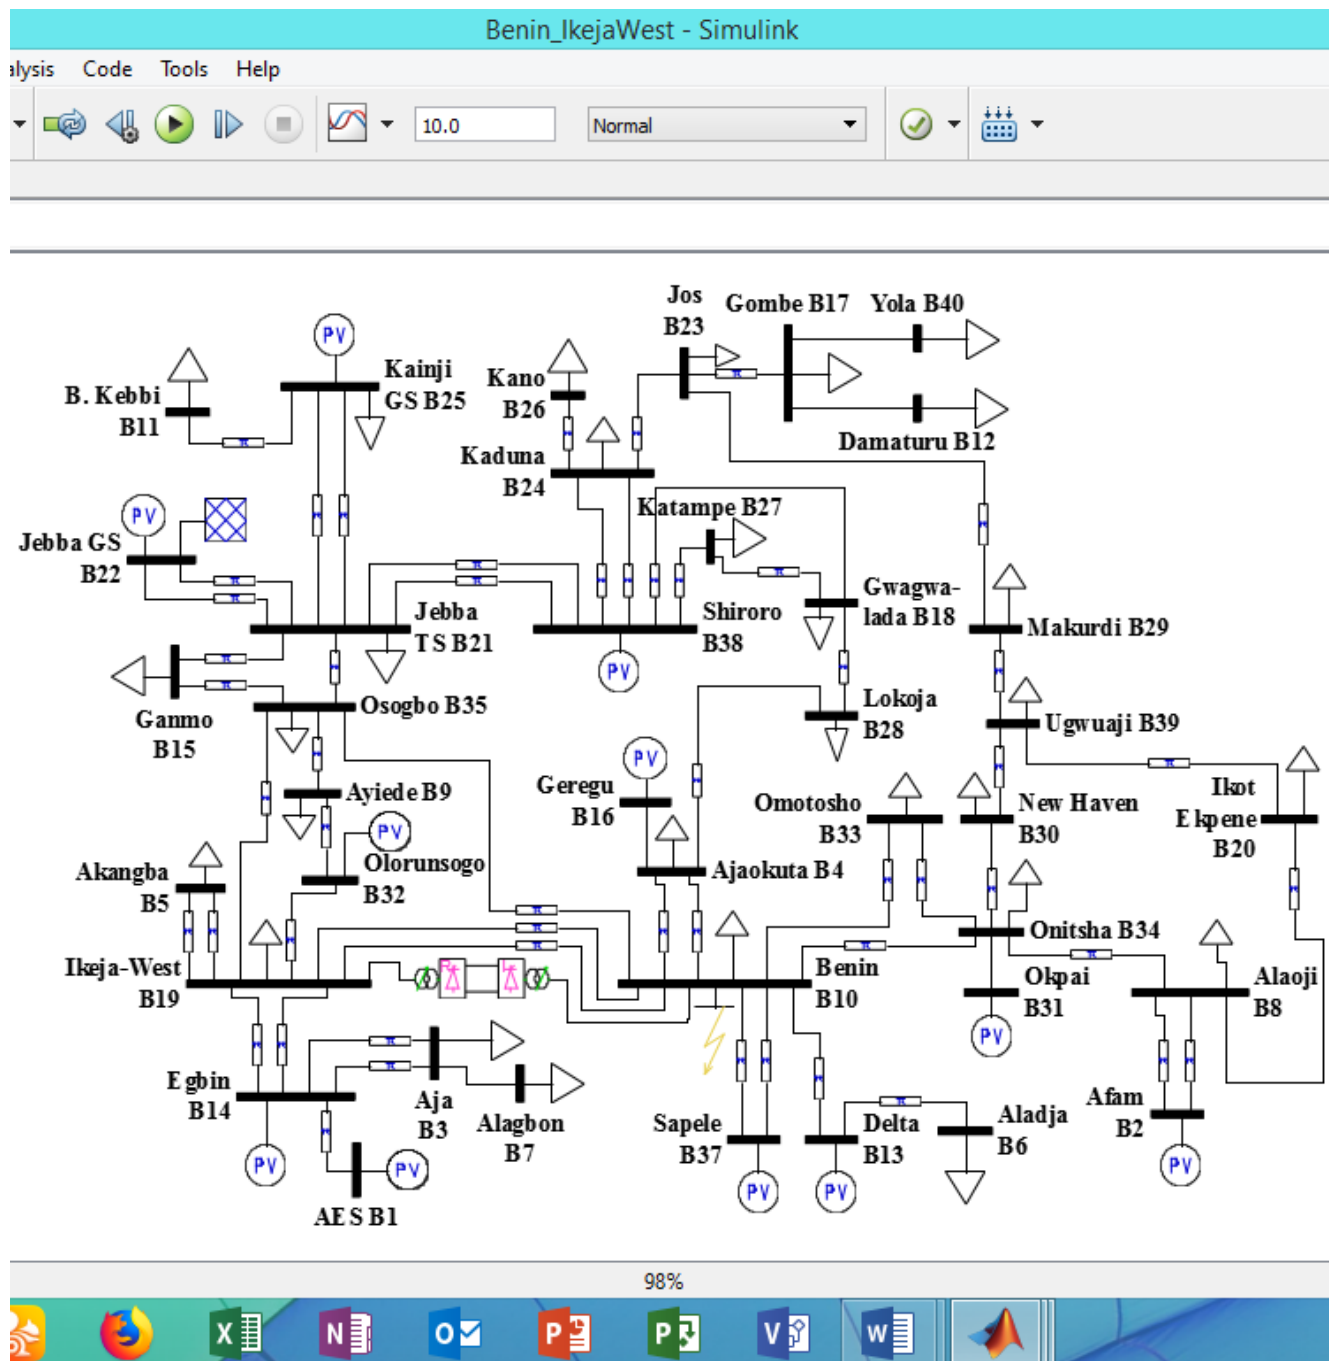 Benin_IkejaWest - Simulink
alysis Code Tools Help
10.0
Normal
Jos
B23
Gombe B17
Yola B40
PV
Kainji
GS B25
B. Kebbi
B11
Kano
B26
Damaturu B12
Kaduna
B24
Katampe B27
PV
Jebba GS
B22
Gwagwa-
lada B18
Jebba
TS B21
Shiroro
B38
Makurdi B29
PV
Ganmo
B15
Osogbo B35
Lokoja
B28
Ugwuaji B39
PV
Geregu
B16
Ayiede B9
Omotosho
B33
New Haven
B30
Ikot
Ekpene
B20
PV
Olorunsogo
B32
Akangba
B5
Ajaokuta B4
Onitsha B34
Ikeja-West
B19
R
I
Benin
B10
Okpai
B31
Alaoji
B8
PV
Egbin
B14
Aja
B3
Alagbon
B7
Sapele
B37
Delta
B13
Aladja
B6
Afam
B2
PV
PV
PV
PV
PV
AES B1
98%
X
N
O
P
P
V
W